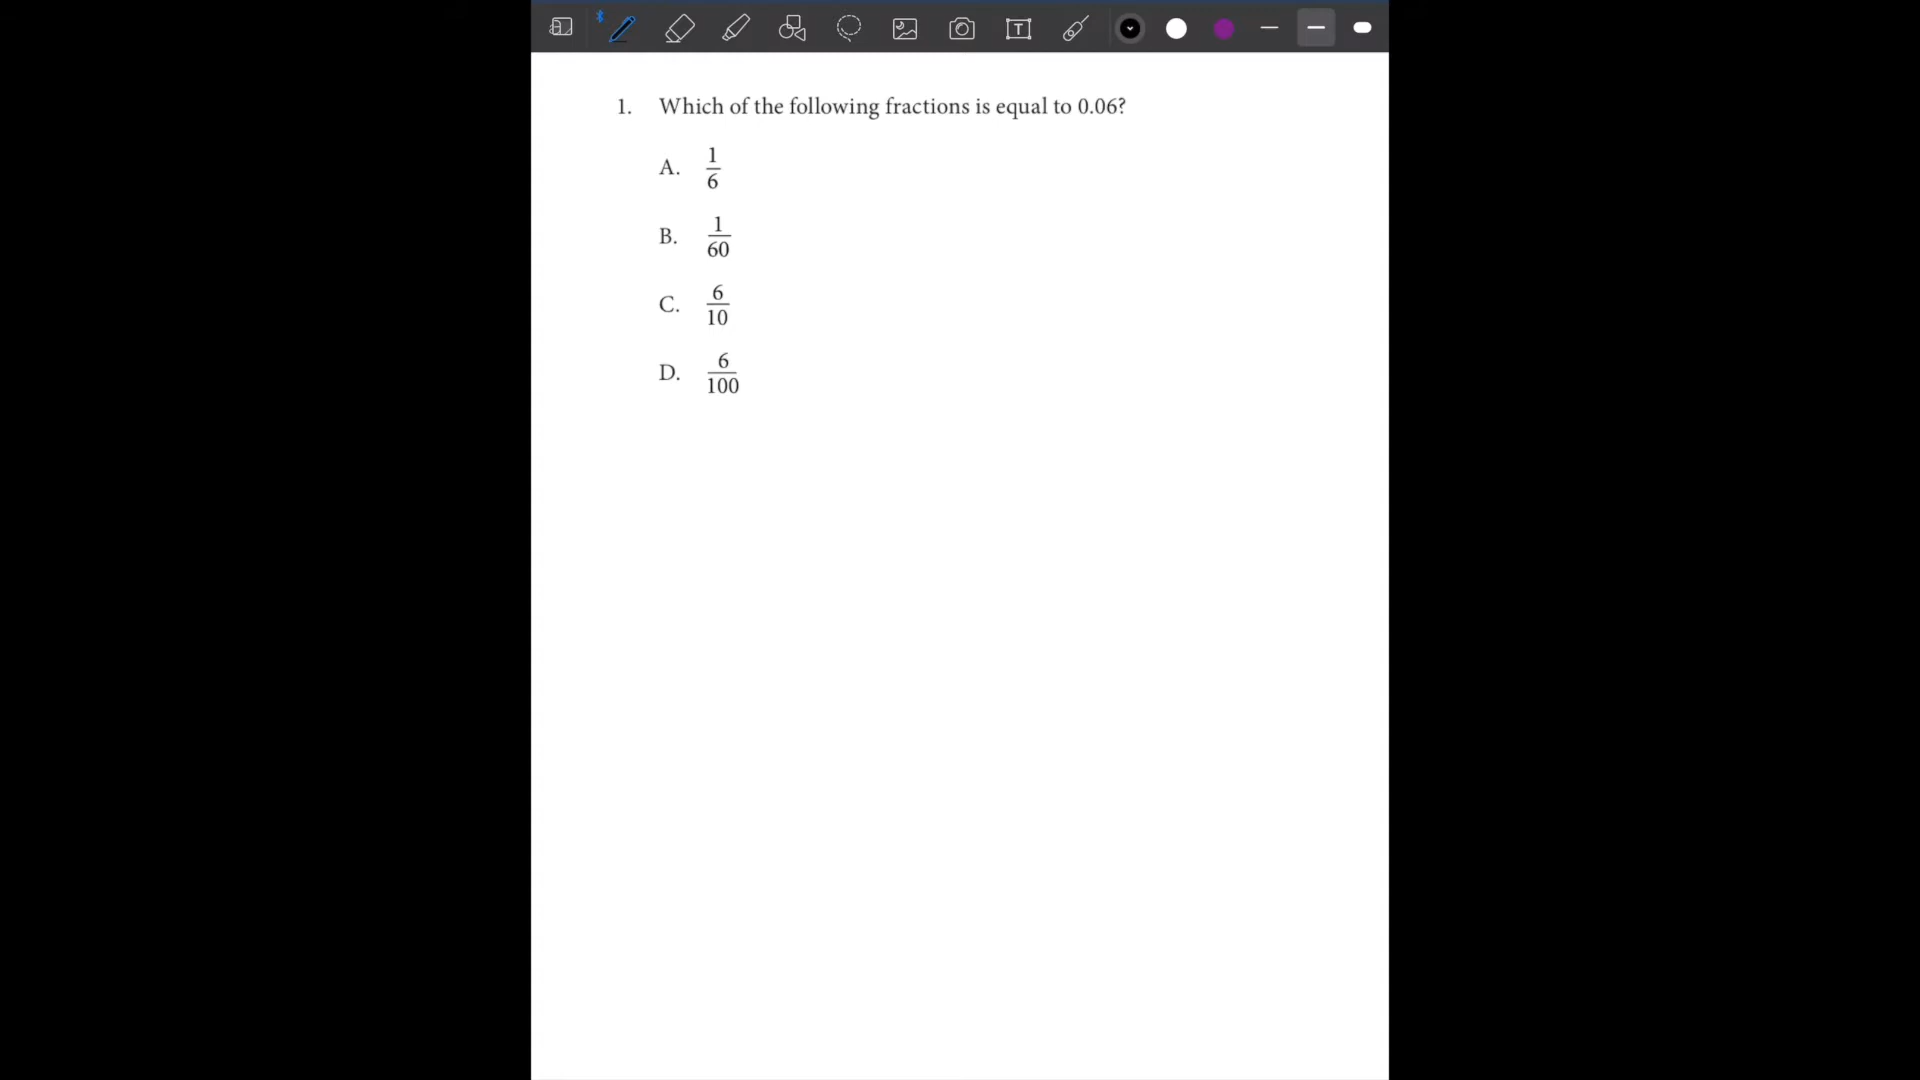 1. Which of the following fractions is equal to 0.06?
A. 1/6
B. 1/60
C. 6/10
D. 6/100